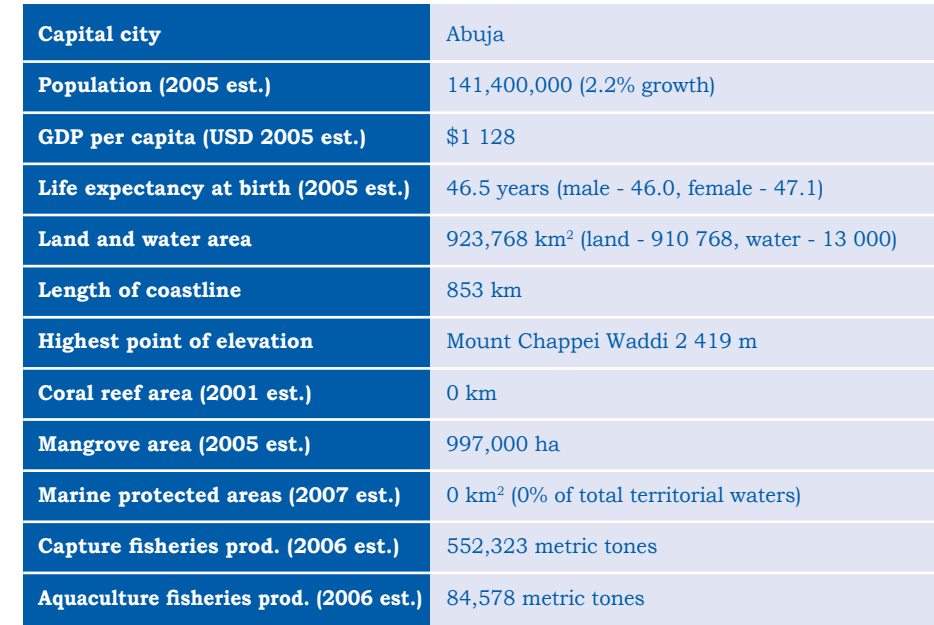 Capital city Abuja
Population (2005 est.) 141,400,000 (2.2% growth)
GDP per capita (USD 2005 est.) $1 128
Life expectancy at birth (2005 est.) 46.5 years (male - 46.0, female - 47.1)
Land and water area 923,768 km² (land - 910 768, water - 13 000)
Length of coastline 853 km
Highest point of elevation Mount Chappei Waddi 2 419 m
Coral reef area (2001 est.) 0 km
Mangrove area (2005 est.) 997,000 ha
Marine protected areas (2007 est.) 0 km² (0% of total territorial waters)
Capture fisheries prod. (2006 est.) 552,323 metric tones
Aquaculture fisheries prod. (2006 est.) 84,578 metric tones